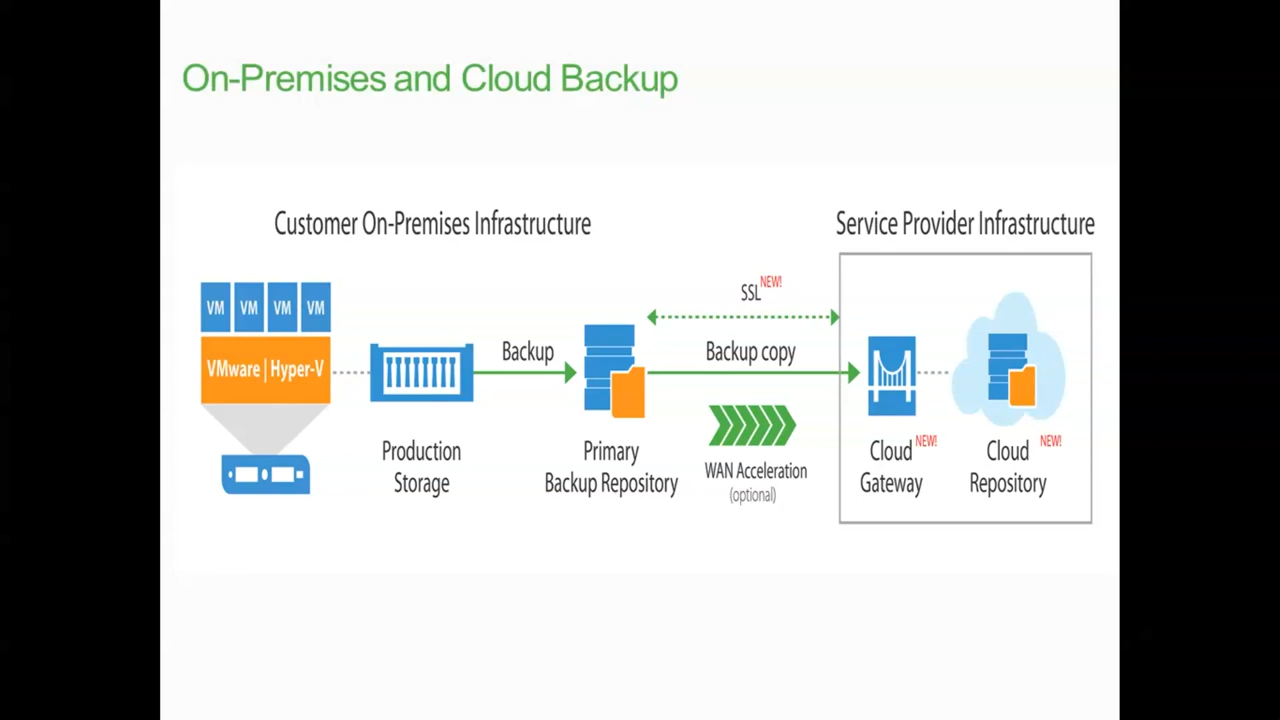 On-Premises and Cloud Backup
Customer On-Premises Infrastructure
Service Provider Infrastructure
VM VM VM VM
VMware | Hyper-V
Production
Storage
Backup
Primary
Backup Repository
SSL NEW!
Backup copy
WAN Acceleration
(optional)
Cloud NEW!
Gateway
Cloud NEW!
Repository